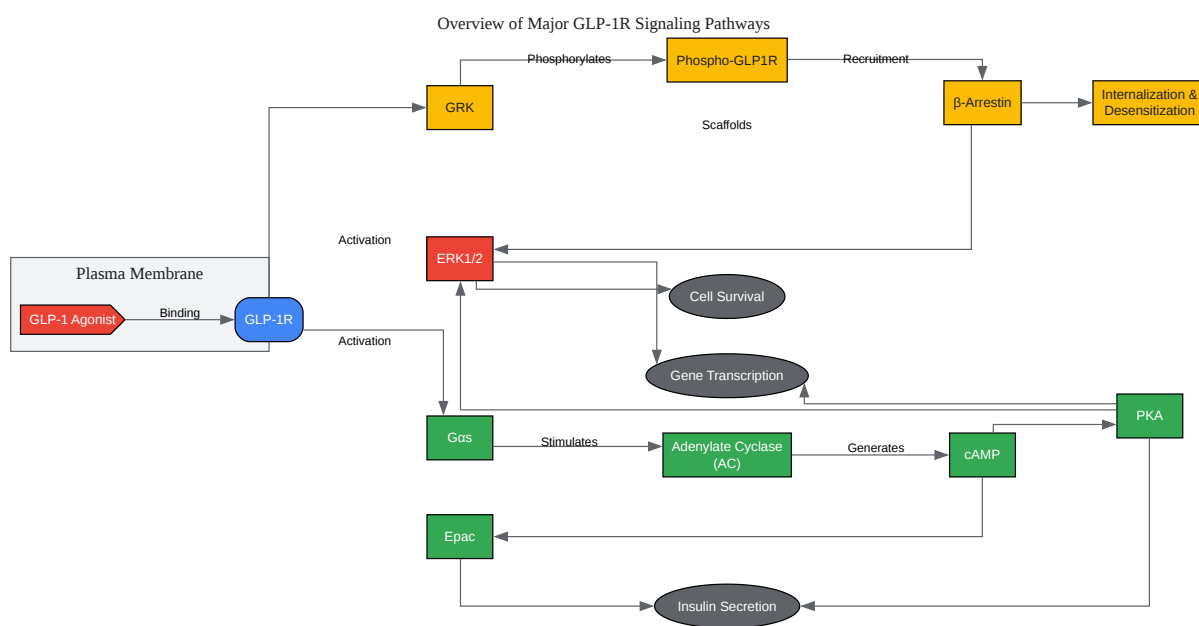 Overview of Major GLP-1R Signaling Pathways
Phosphorylates
Phospho-GLP1R
Recruitment
GRK
β-Arrestin
Internalization &
Desensitization
Scaffolds
Activation
ERK1/2
Plasma Membrane
Cell Survival
GLP-1 Agonist
Binding
GLP-1R
Activation
Gene Transcription
PKA
Gαs
Stimulates
Adenylate Cyclase
(AC)
Generates
cAMP
Epac
Insulin Secretion